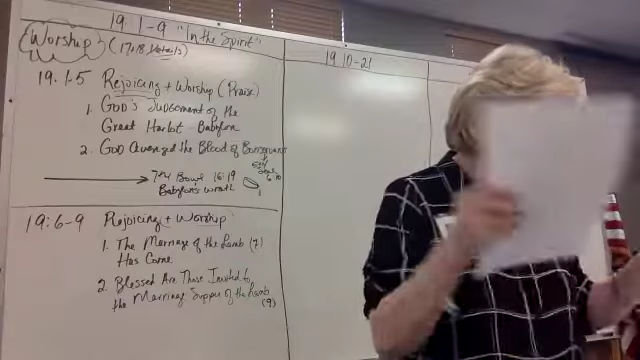 19:1-9 "In the Spirit"
Worship (17+18 Details)
19:1-5 Rejoicing + Worship (Praise)
1. God's Judgement of the
Great Harlot Babylon
2. God Avenged the Blood of Bondservant
7th Bowl 16:19
Babylon's wrath
19:6-9 Rejoicing + Worship
1. The Marriage of the Lamb (7)
Has Come
2. Blessed Are Those Invited to
the Marriage Supper of the Lamb
(9)
19 10-21